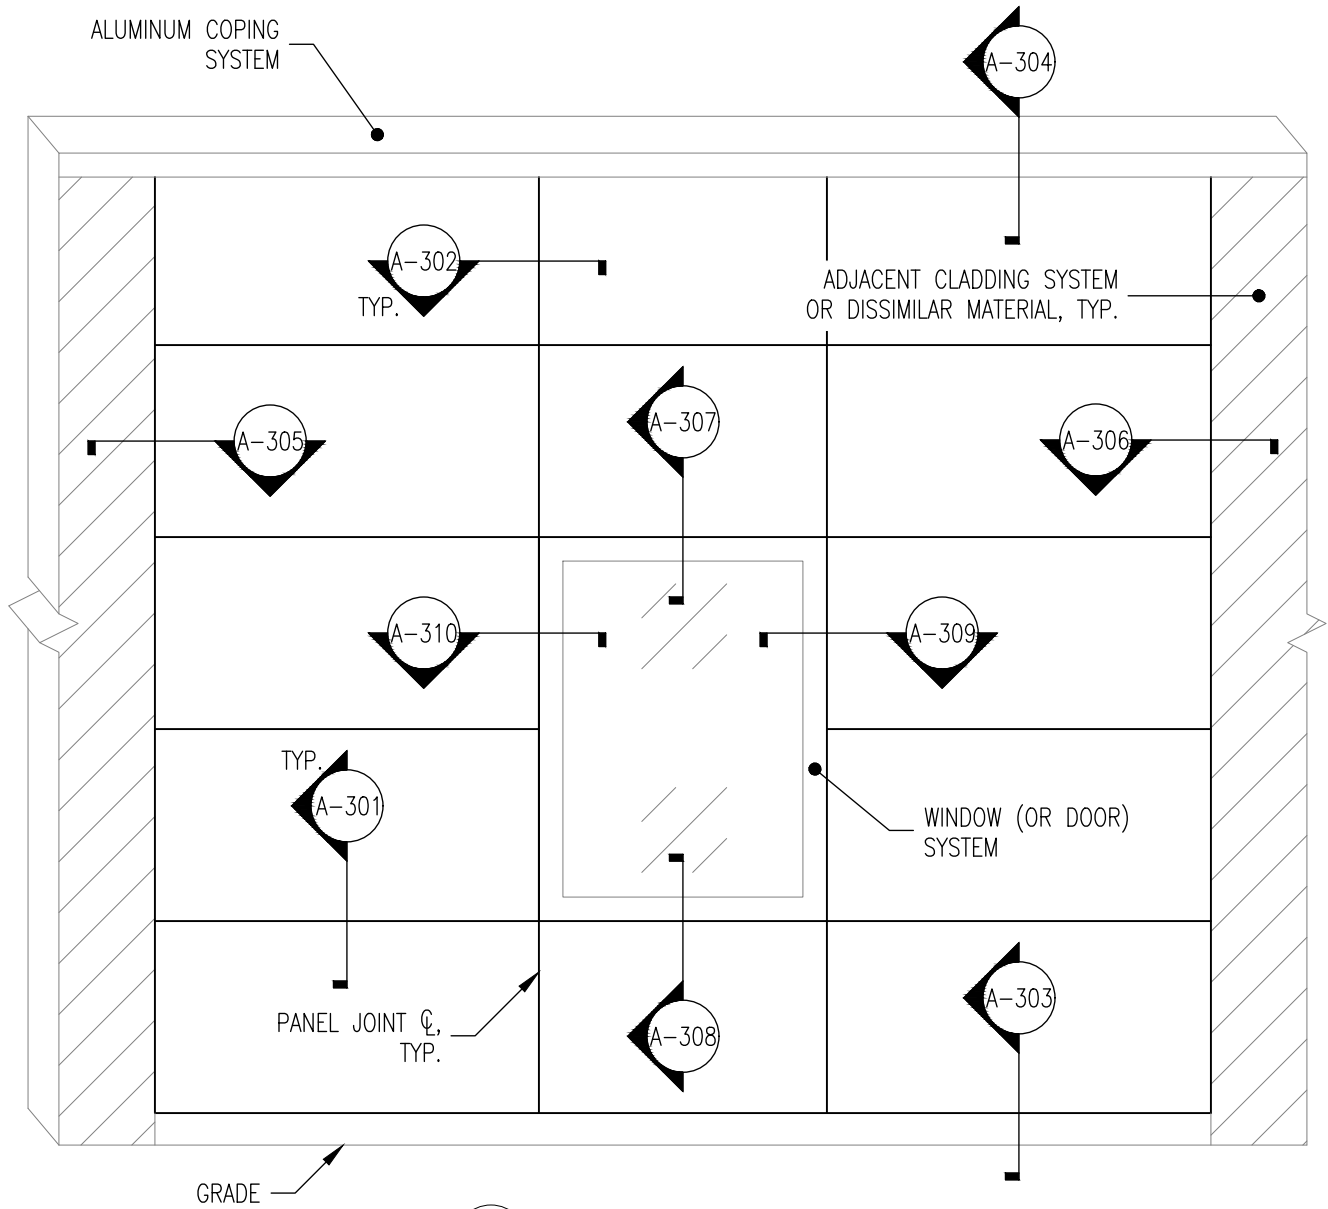 ALUMINUM COPING
SYSTEM
A-304
A-302
TYP.
ADJACENT CLADDING SYSTEM
OR DISSIMILAR MATERIAL, TYP.
A-307
A-305
A-306
A-310
A-309
TYP.
A-301
WINDOW (OR DOOR)
SYSTEM
PANEL JOINT ℄,
TYP.
A-308
A-303
GRADE